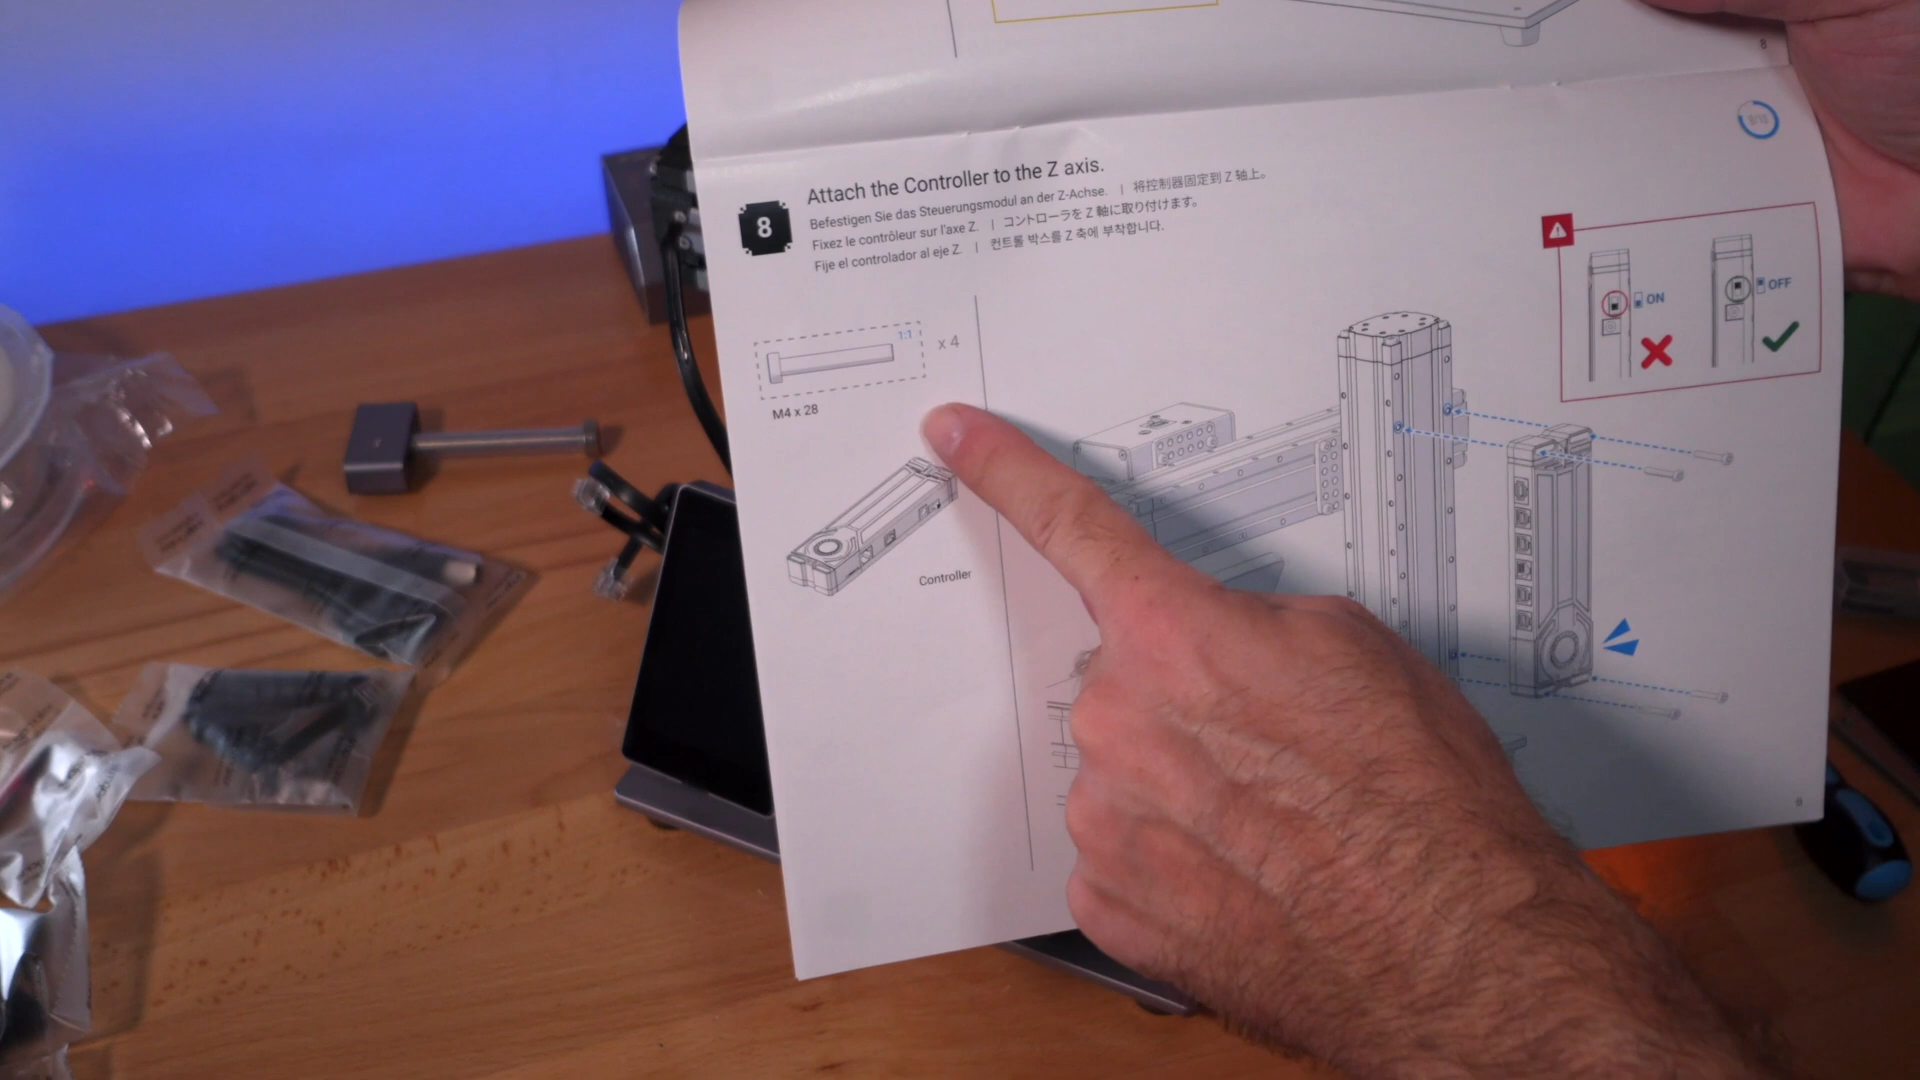 8
8
Attach the Controller to the Z axis.
Befestigen Sie das Steuerungsmodul an der Z-Achse. | 将控制器固定到 Z 轴上。
Fixez le contrôleur sur l'axe Z. | コントローラを Z 軸に取り付けます。
Fije el controlador al eje Z. | 컨트롤 박스를 Z 축에 부착합니다.
1:1
x 4
M4 x 28
Controller
ON
OFF